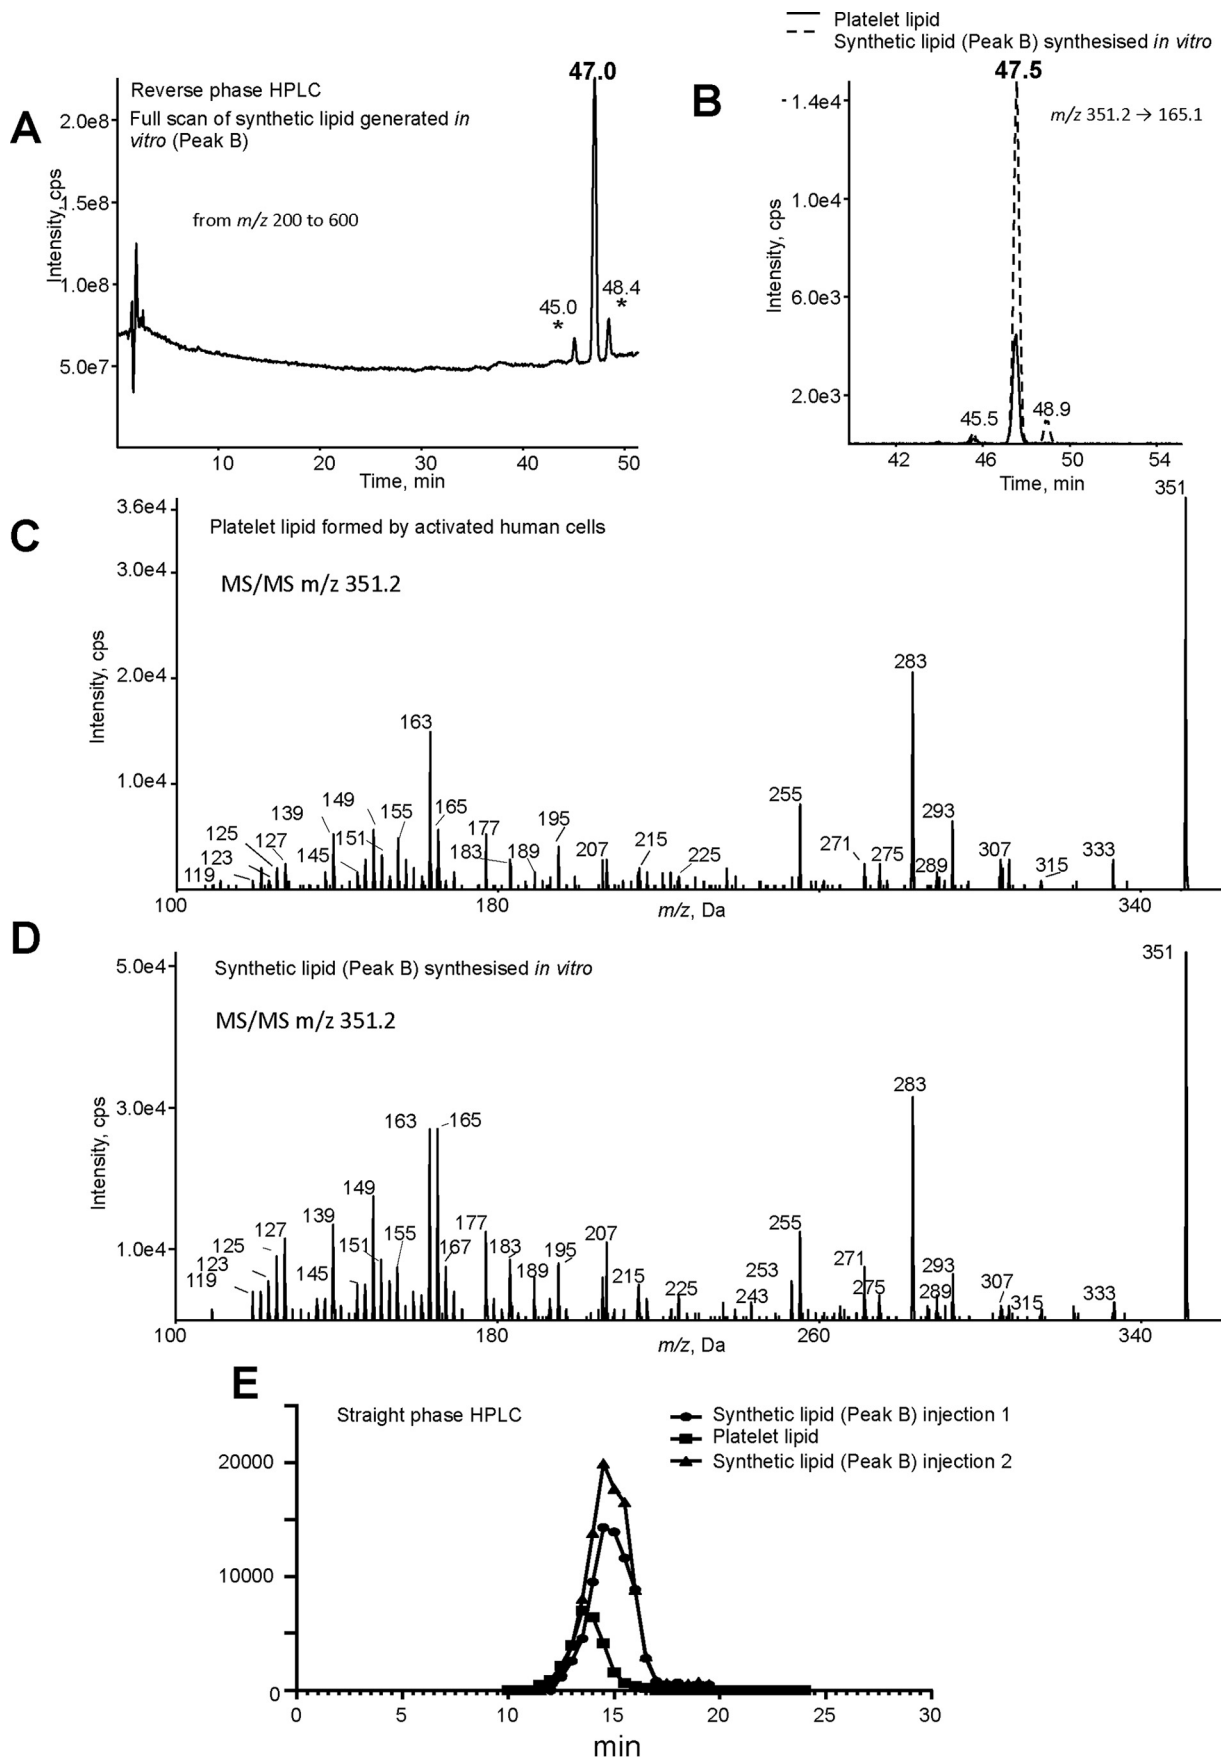 Platelet lipid
Synthetic lipid (Peak B) synthesised in vitro
A
Reverse phase HPLC
Full scan of synthetic lipid generated in
vitro (Peak B)
from m/z 200 to 600
47.0
45.0
*
48.4
*
Intensity, cps
2.0e8
1.5e8
1.0e8
5.0e7
10
20
30
40
50
Time, min
B
47.5
m/z 351.2 → 165.1
45.5
48.9
Intensity, cps
1.4e4
1.0e4
6.0e3
2.0e3
42
46
50
54
Time, min
C
Platelet lipid formed by activated human cells
MS/MS m/z 351.2
Intensity, cps
3.6e4
3.0e4
2.0e4
1.0e4
119
123
125
127
139
145
149
151
155
163
165
177
183
189
195
207
215
225
255
271
275
283
289
293
307
315
333
351
100
180
340
m/z, Da
D
Synthetic lipid (Peak B) synthesised in vitro
MS/MS m/z 351.2
Intensity, cps
5.0e4
3.0e4
1.0e4
119
123
125
127
139
145
149
151
155
163
165
167
177
183
189
195
207
215
225
243
253
255
271
275
283
289
293
307
315
333
351
100
180
260
340
m/z, Da
E
Straight phase HPLC
Synthetic lipid (Peak B) injection 1
Platelet lipid
Synthetic lipid (Peak B) injection 2
20000
10000
0
0
5
10
15
20
25
30
min